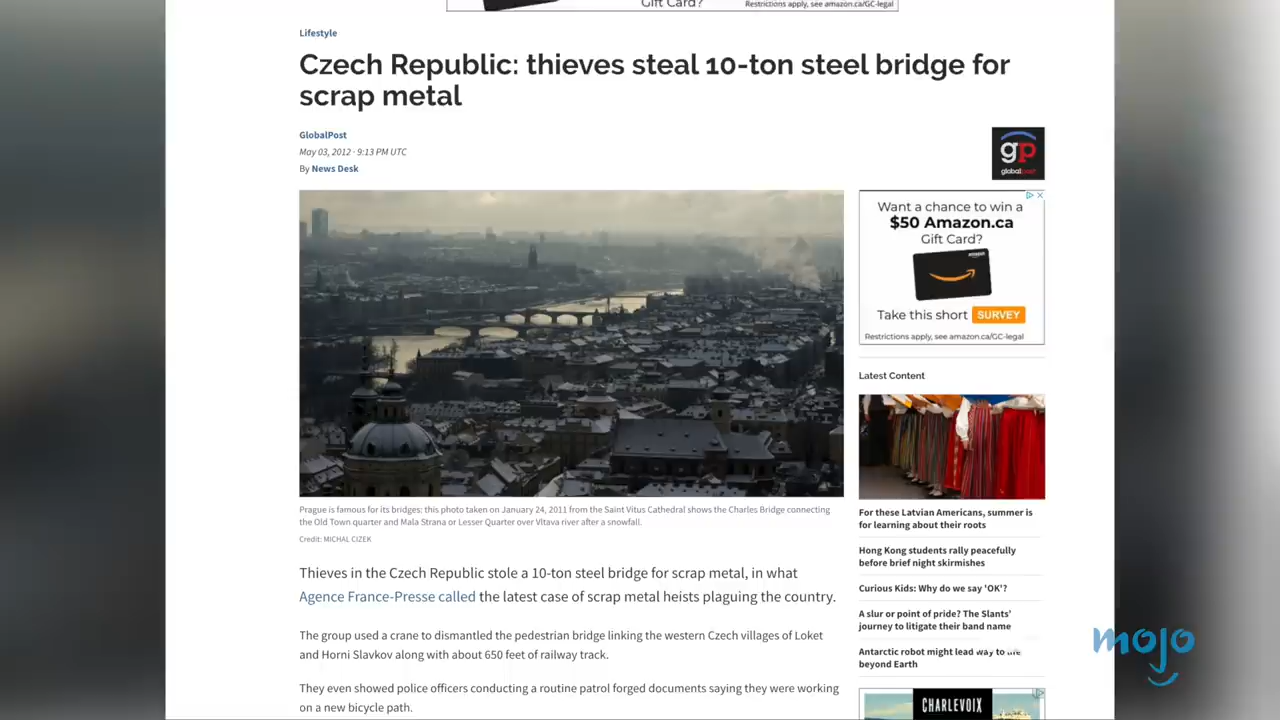 Gift Card?
Restrictions apply, see amazon.ca/GC-legal
Lifestyle
Czech Republic: thieves steal 10-ton steel bridge for
scrap metal
GlobalPost
May 03, 2012 · 9:13 PM UTC
By News Desk
gp
globalpost
Prague is famous for its bridges: this photo taken on January 24, 2011 from the Saint Vitus Cathedral shows the Charles Bridge connecting
the Old Town quarter and Mala Strana or Lesser Quarter over Vltava river after a snowfall.
Credit: MICHAL CIZEK
Thieves in the Czech Republic stole a 10-ton steel bridge for scrap metal, in what
Agence France-Presse called the latest case of scrap metal heists plaguing the country.
The group used a crane to dismantled the pedestrian bridge linking the western Czech villages of Loket
and Horni Slavkov along with about 650 feet of railway track.
They even showed police officers conducting a routine patrol forged documents saying they were working
on a new bicycle path.
Want a chance to win a
$50 Amazon.ca
Gift Card?
amazon
Take this short SURVEY
Restrictions apply, see amazon.ca/GC-legal
Latest Content
For these Latvian Americans, summer is
for learning about their roots
Hong Kong students rally peacefully
before brief night skirmishes
Curious Kids: Why do we say 'OK'?
A slur or point of pride? The Slants'
journey to litigate their band name
Antarctic robot might lead way to life
beyond Earth
CHARLEVOIX
mojo